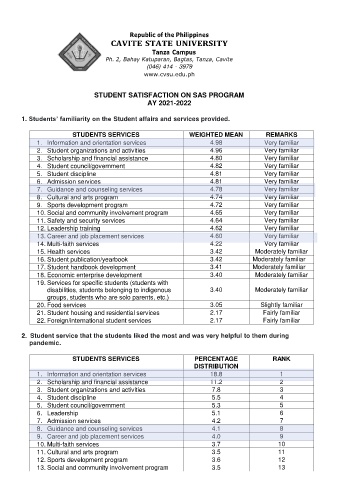 Republic of the Philippines
CAVITE STATE UNIVERSITY
Tanza Campus
Ph. 2, Bahay Katuparan, Bagtas, Tanza, Cavite
(046) 414 - 3979
www.cvsu.edu.ph
STUDENT SATISFACTION ON SAS PROGRAM
AY 2021-2022
1. Students' familiarity on the Student affairs and services provided.
STUDENTS SERVICES WEIGHTED MEAN REMARKS
1. Information and orientation services 4.98 Very familiar
2. Student organizations and activities 4.96 Very familiar
3. Scholarship and financial assistance 4.80 Very familiar
4. Student council/government 4.82 Very familiar
5. Student discipline 4.81 Very familiar
6. Admission services 4.81 Very familiar
7. Guidance and counseling services 4.78 Very familiar
8. Cultural and arts program 4.74 Very familiar
9. Sports development program 4.72 Very familiar
10. Social and community involvement program 4.65 Very familiar
11. Safety and security services 4.64 Very familiar
12. Leadership training 4.62 Very familiar
13. Career and job placement services 4.60 Very familiar
14. Multi-faith services 4.22 Very familiar
15. Health services 3.42 Moderately familiar
16. Student publication/yearbook 3.42 Moderately familiar
17. Student handbook development 3.41 Moderately familiar
18. Economic enterprise development 3.40 Moderately familiar
19. Services for specific students (students with
disabilities, students belonging to indigenous 3.40 Moderately familiar
groups, students who are solo parents, etc.)
20. Food services 3.05 Slightly familiar
21. Student housing and residential services 2.17 Fairly familiar
22. Foreign/International student services 2.17 Fairly familiar
2. Student service that the students liked the most and was very helpful to them during
pandemic.
STUDENTS SERVICES PERCENTAGE RANK
DISTRIBUTION
1. Information and orientation services 18.8 1
2. Scholarship and financial assistance 11.2 2
3. Student organizations and activities 7.8 3
4. Student discipline 5.5 4
5. Student council/government 5.3 5
6. Leadership 5.1 6
7. Admission services 4.2 7
8. Guidance and counseling services 4.1 8
9. Career and job placement services 4.0 9
10. Multi-faith services 3.7 10
11. Cultural and arts program 3.5 11
12. Sports development program 3.6 12
13. Social and community involvement program 3.5 13